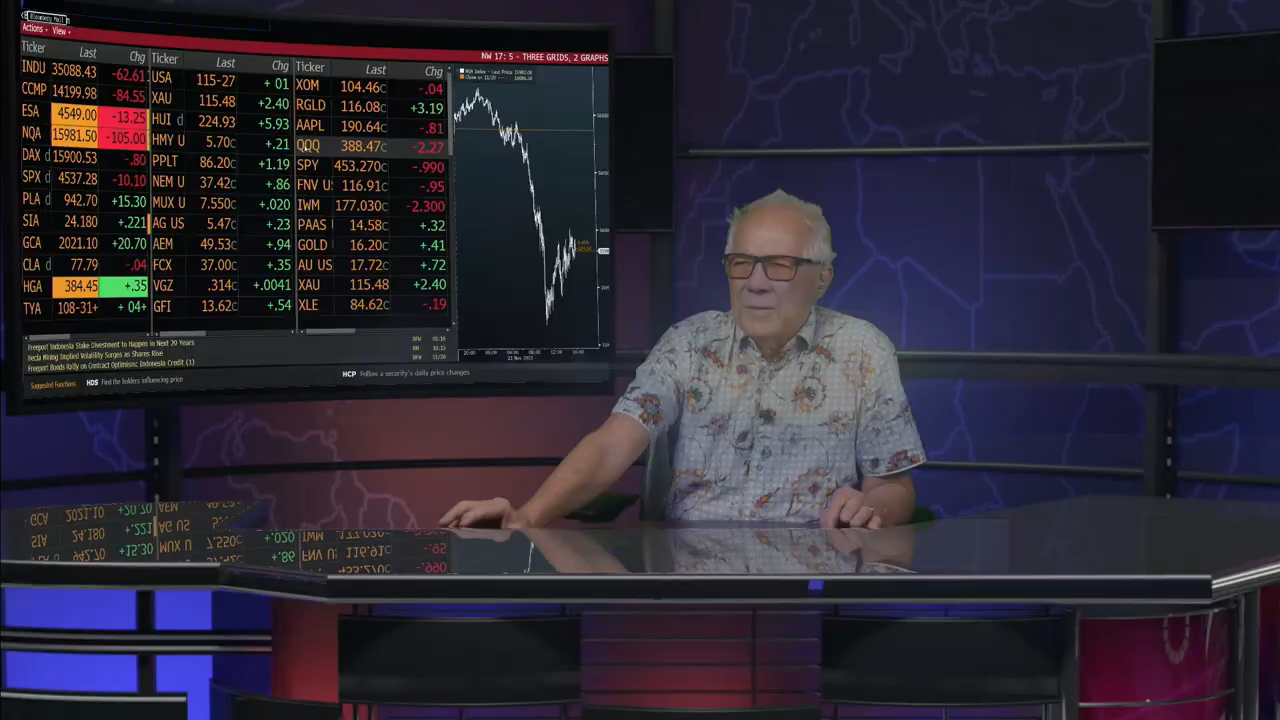 Bloomberg Mail
Actions View
NW 17: 5 - THREE GRIDS, 2 GRAPHS
Ticker Last Chg Ticker Last Chg Ticker Last Chg
INDU 35088.43 -62.61 USA 115-27 + 01 XOM 104.46C -.04
CCMP 14199.98 -84.55 XAU 115.48 +2.40 RGLD 116.08C +3.19
ESA 4549.00 -13.25 HUI d 224.93 +5.93 AAPL 190.64C -.81
NQA 15981.50 -105.00 HMY U 5.70C +.21 QQQ 388.47C -2.27
DAX d 15900.53 -.80 PPLT 86.20C +1.19 SPY 453.270C -.990
SPX d 4537.28 -10.10 NEM U 37.42C +.86 FNV U 116.91C -.95
PLA d 942.70 +15.30 MUX U 7.550C +.020 IWM 177.030C -2.300
SIA 24.180 +.221 AG US 5.47C +.23 PAAS 14.58C +.32
GCA 2021.10 +20.70 AEM 49.53C +.94 GOLD 16.20C +.41
CLA d 77.79 -.04 FCX 37.00C +.35 AU US 17.72C +.72
HGA 384.45 +.35 VGZ .314C +.0041 XAU 115.48 +2.40
TYA 108-31+ + 04+ GFI 13.62C +.54 XLE 84.62C -.19
21 Nov 2023
Freeport Indonesia Stake Divestment to Happen in Next 20 Years
Hecla Mining Implied Volatility Surges as Shares Rise
Freeport Bonds Rally on Contract Optimism: Indonesia Credit (1)
Suggested Functions HDS Find the holders influencing price HCP Follow a security's daily price changes